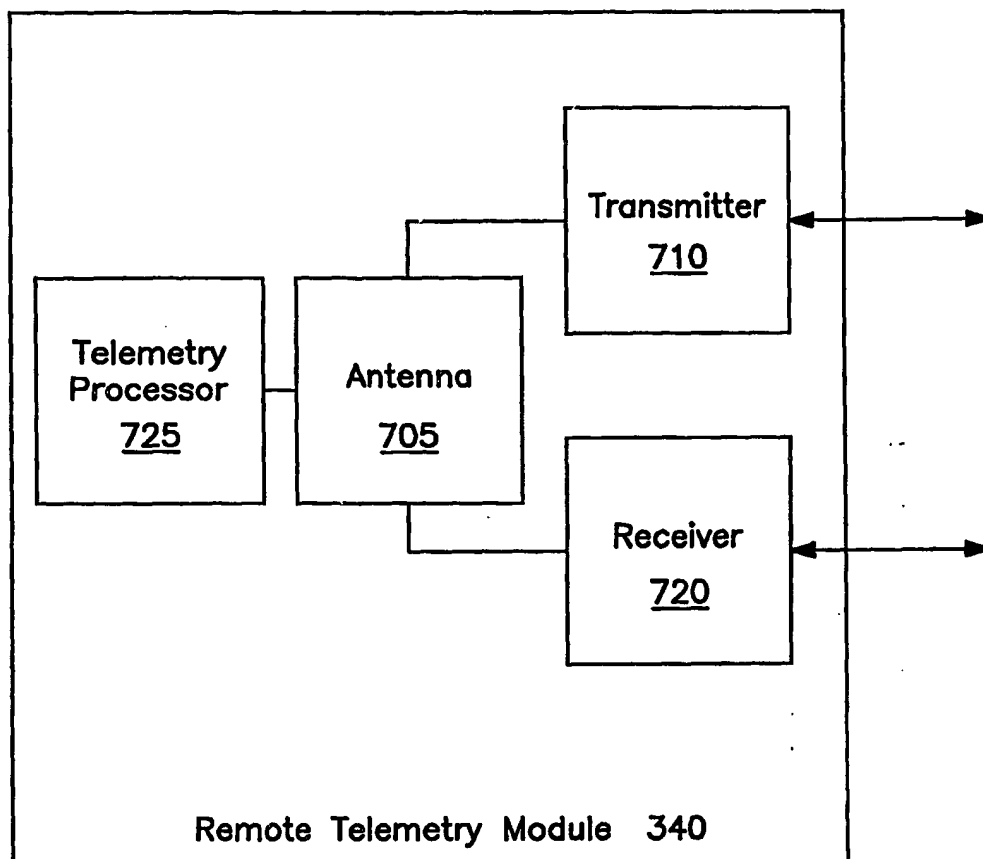 Transmitter
710
Telemetry
Processor
725
Antenna
705
Receiver
720
Remote Telemetry Module 340